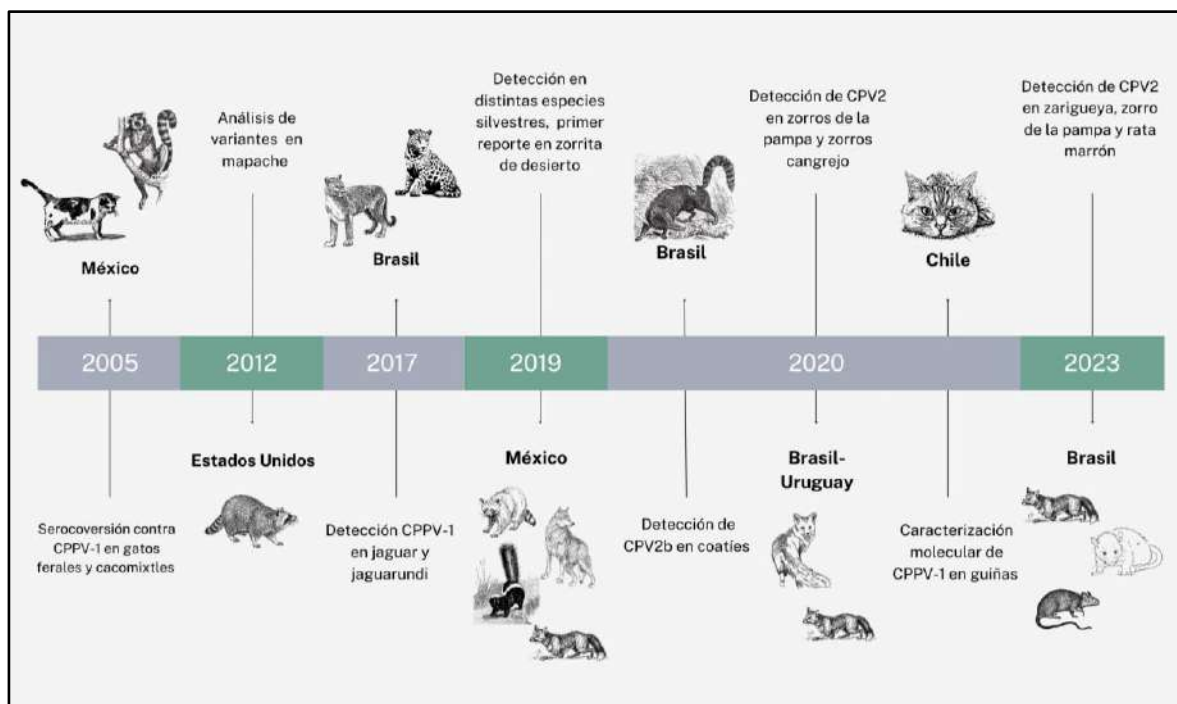 Análisis de
variantes en
mapache
Detección en
distintas especies
silvestres, primer
reporte en zorrita
de desierto
Detección de CPV2
en zorros de la
pampa y zorros
cangrejo
Detección de CPV2
en zarigueya, zorro
de la pampa y rata
marrón
México
Brasil
Brasil
Chile
2005
2012
2017
2019
2020
2023
Estados Unidos
México
Brasil-
Uruguay
Brasil
Serocoversión contra
CPPV-1 en gatos
ferales y cacomixtles
Detección CPPV-1
en jaguar y
jaguarundi
Detección de
CPV2b en coatíes
Caracterización
molecular de
CPPV-1 en guiñas